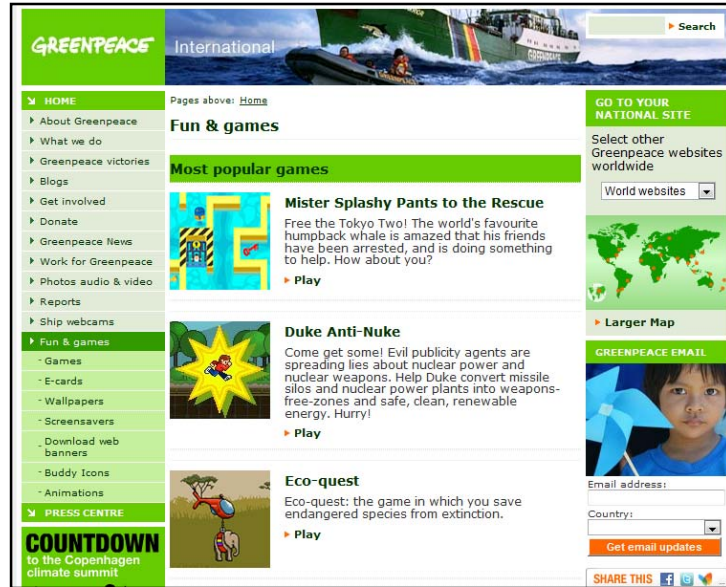 GREENPEACE
International
GREENPEACE
Search
HOME
About Greenpeace
What we do
Greenpeace victories
Blogs
Get involved
Donate
Greenpeace News
Work for Greenpeace
Photos audio & video
Reports
Ship webcams
Fun & games
- Games
- E-cards
- Wallpapers
- Screensavers
- Download web
banners
- Buddy Icons
- Animations
PRESS CENTRE
COUNTDOWN
to the Copenhagen
climate summit
Pages above: Home
Fun & games
Most popular games
Mister Splashy Pants to the Rescue
Free the Tokyo Two! The world's favourite
humpback whale is amazed that his friends
have been arrested, and is doing something
to help. How about you?
Play
Duke Anti-Nuke
Come get some! Evil publicity agents are
spreading lies about nuclear power and
nuclear weapons. Help Duke convert missile
silos and nuclear power plants into weapons-
free-zones and safe, clean, renewable
energy. Hurry!
Play
Eco-quest
Eco-quest: the game in which you save
endangered species from extinction.
Play
GO TO YOUR
NATIONAL SITE
Select other
Greenpeace websites
worldwide
World websites
Larger Map
GREENPEACE EMAIL
Email address:
Country:
Get email updates
SHARE THIS